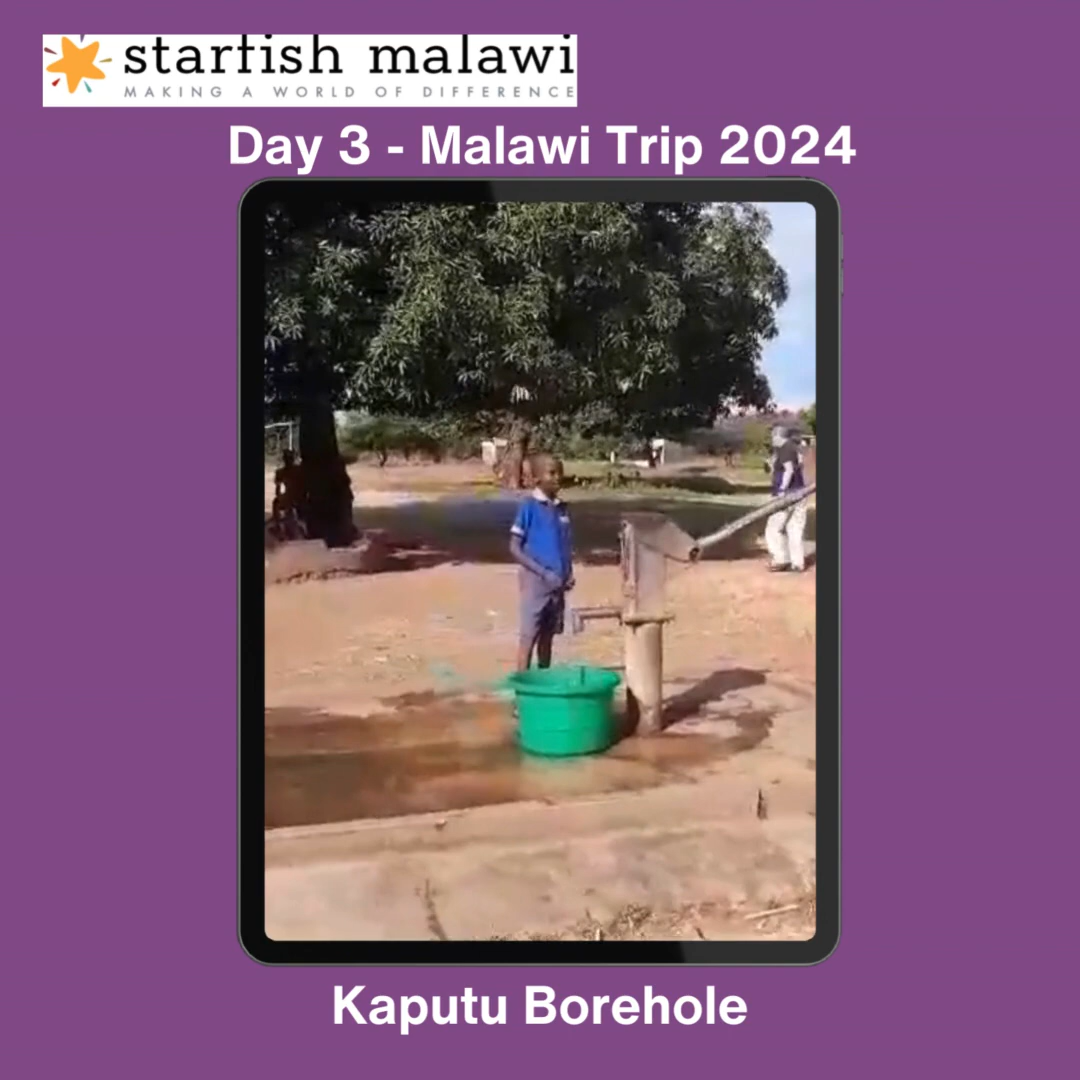 starfish malawi
MAKING A WORLD OF DIFFERENCE
Day 3 - Malawi Trip 2024
Kaputu Borehole